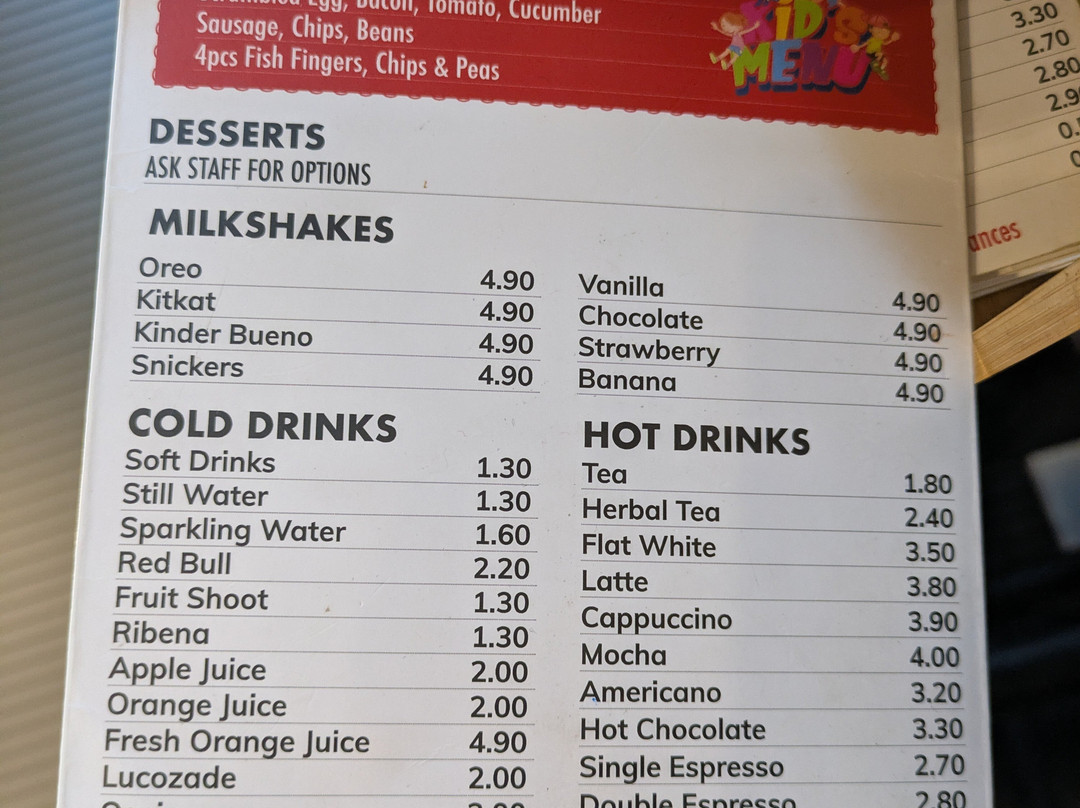 Egg, Bacon, Tomato, Cucumber
Sausage, Chips, Beans
4pcs Fish Fingers, Chips & Peas
KID'S
MENU
DESSERTS
ASK STAFF FOR OPTIONS
MILKSHAKES
Oreo 4.90
Kitkat 4.90
Kinder Bueno 4.90
Snickers 4.90
Vanilla 4.90
Chocolate 4.90
Strawberry 4.90
Banana 4.90
COLD DRINKS
Soft Drinks 1.30
Still Water 1.30
Sparkling Water 1.60
Red Bull 2.20
Fruit Shoot 1.30
Ribena 1.30
Apple Juice 2.00
Orange Juice 2.00
Fresh Orange Juice 4.90
Lucozade 2.00
HOT DRINKS
Tea 1.80
Herbal Tea 2.40
Flat White 3.50
Latte 3.80
Cappuccino 3.90
Mocha 4.00
Americano 3.20
Hot Chocolate 3.30
Single Espresso 2.70
Double Espresso 2.80
3.30
2.70
2.80